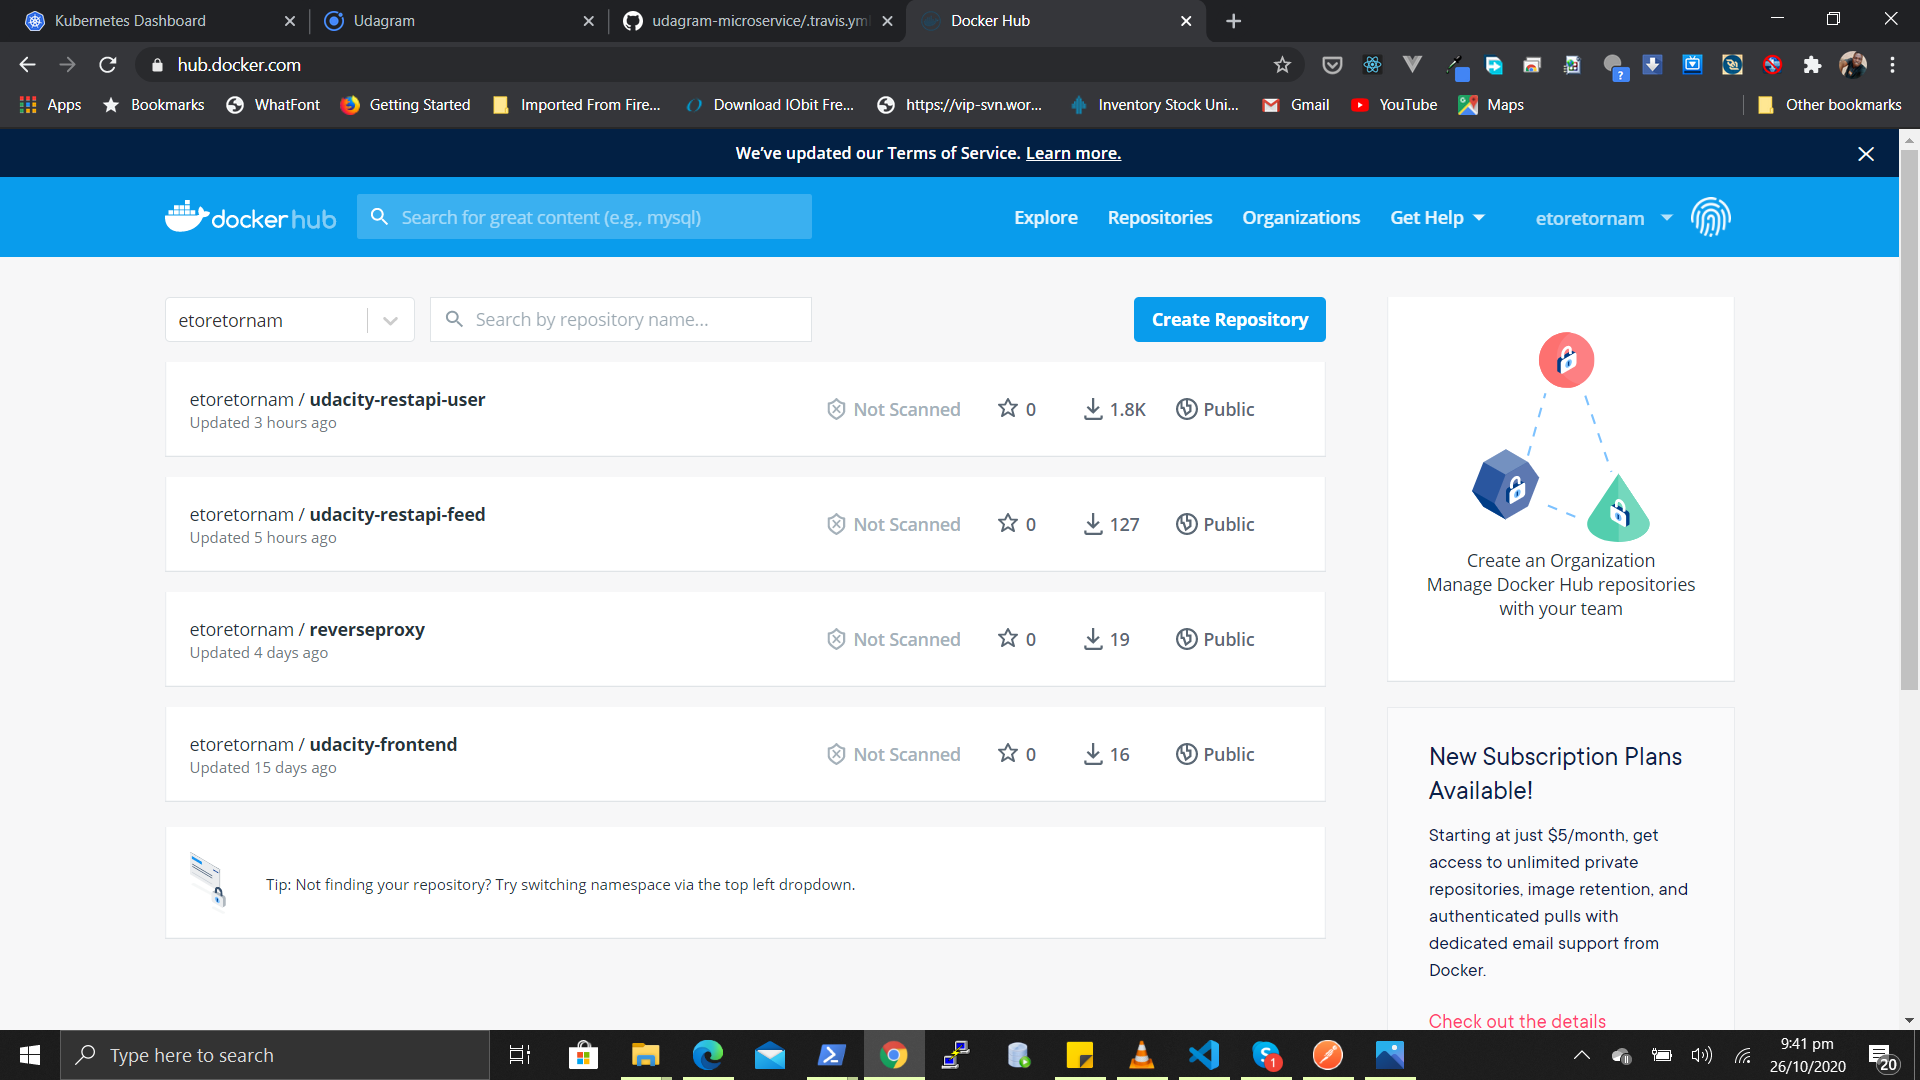 Kubernetes Dashboard
Udagram
udagram-microservice/.travis.yml
Docker Hub
hub.docker.com
Apps
Bookmarks
WhatFont
Getting Started
Imported From Fire...
Download IObit Fre...
https://vip-svn.wor...
Inventory Stock Uni...
Gmail
YouTube
Maps
Other bookmarks
We've updated our Terms of Service. Learn more.
docker hub
Search for great content (e.g., mysql)
Explore
Repositories
Organizations
Get Help
etoretornam
etoretornam
Search by repository name...
Create Repository
etoretornam / udacity-restapi-user
Updated 3 hours ago
Not Scanned
0
1.8K
Public
etoretornam / udacity-restapi-feed
Updated 5 hours ago
Not Scanned
0
127
Public
etoretornam / reverseproxy
Updated 4 days ago
Not Scanned
0
19
Public
etoretornam / udacity-frontend
Updated 15 days ago
Not Scanned
0
16
Public
Tip: Not finding your repository? Try switching namespace via the top left dropdown.
Create an Organization
Manage Docker Hub repositories
with your team
New Subscription Plans
Available!
Starting at just $5/month, get
access to unlimited private
repositories, image retention, and
authenticated pulls with
dedicated email support from
Docker.
Check out the details
Type here to search
1
9:41 pm
26/10/2020
20